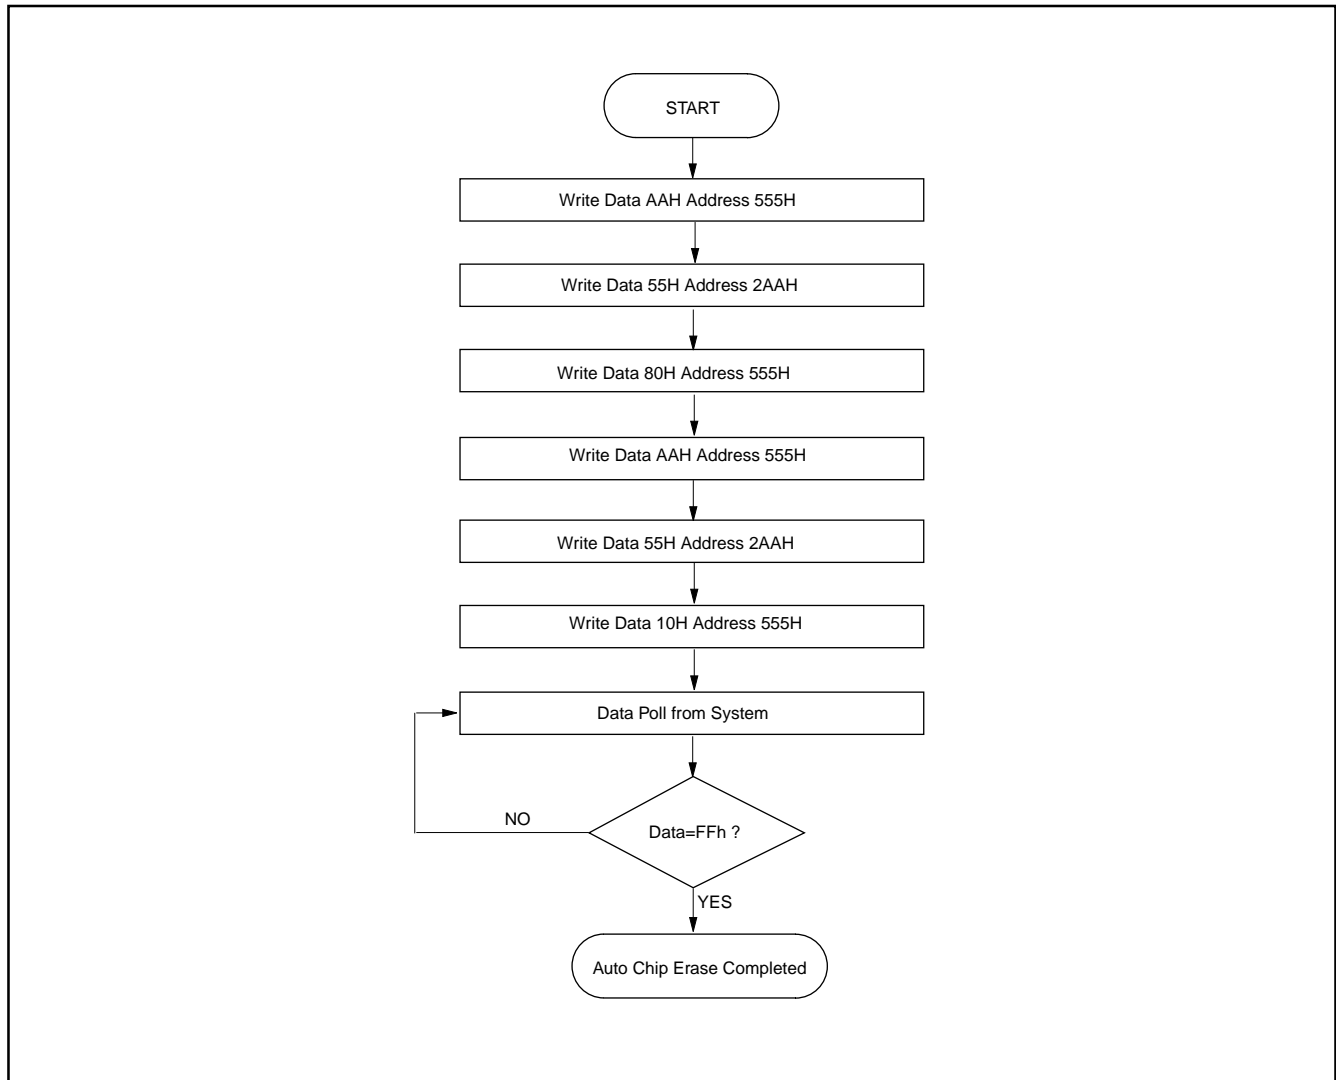 START
Write Data AAH Address 555H
Write Data 55H Address 2AAH
Write Data 80H Address 555H
Write Data AAH Address 555H
Write Data 55H Address 2AAH
Write Data 10H Address 555H
Data Poll from System
NO
Data=FFh ?
YES
Auto Chip Erase Completed